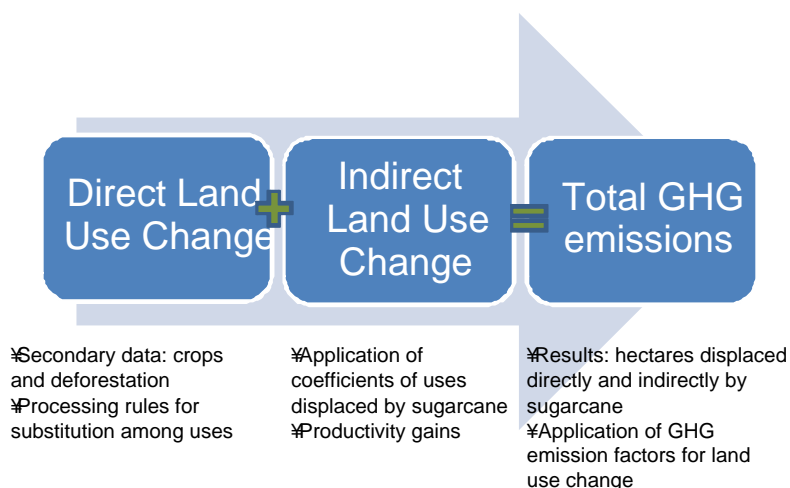 Direct Land
Use Change
+
Indirect
Land Use
Change
=
Total GHG
emissions
¥Secondary data: crops
and deforestation
¥Processing rules for
substitution among uses
¥Application of
coefficients of uses
displaced by sugarcane
¥Productivity gains
¥Results: hectares displaced
directly and indirectly by
sugarcane
¥Application of GHG
emission factors for land
use change